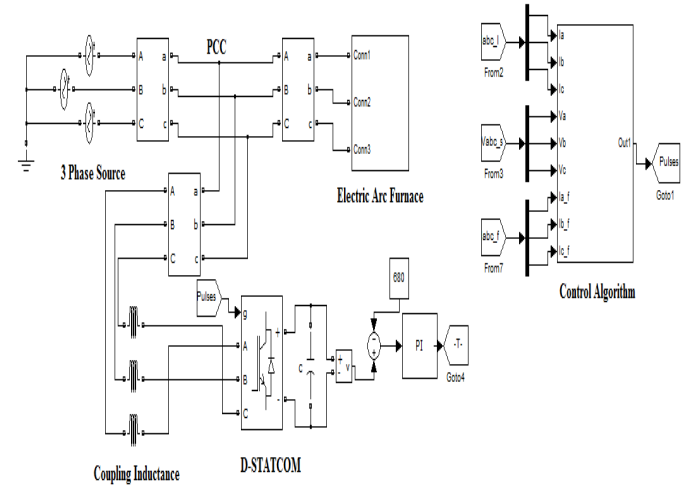 PCC
A a
B b
C c
A a
B b
C c
Conn1
Conn2
Conn3
3 Phase Source
Electric Arc Furnace
A a
B b
C c
abc_l
From2
Vabc_s
From3
abc_f
From7
Ia
Ib
Ic
Va
Vb
Vc
Ia_f
Ib_f
Ic_f
Out1
Pulses
Goto1
Control Algorithm
Pulses
g
A
B
C
+
-
C
+
-
v
680
-
+
PI
-T-
Goto4
Coupling Inductance
D-STATCOM